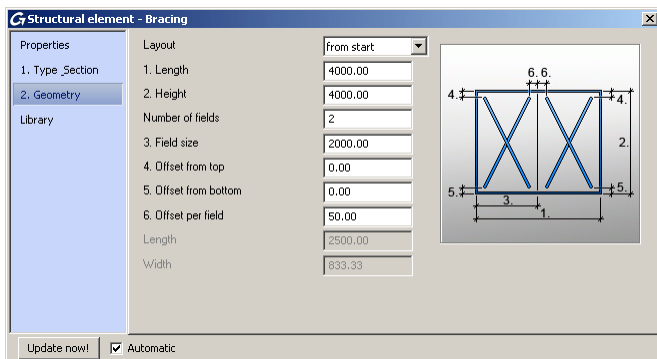 Structural element - Bracing
Properties
1. Type_Section
2. Geometry
Library
Layout from start
1. Length 4000.00
2. Height 4000.00
Number of fields 2
3. Field size 2000.00
4. Offset from top 0.00
5. Offset from bottom 0.00
6. Offset per field 50.00
Length 2500.00
Width 833.33
6. 6.
4. 4.
2.
5. 5.
3.
1.
Update now! Automatic